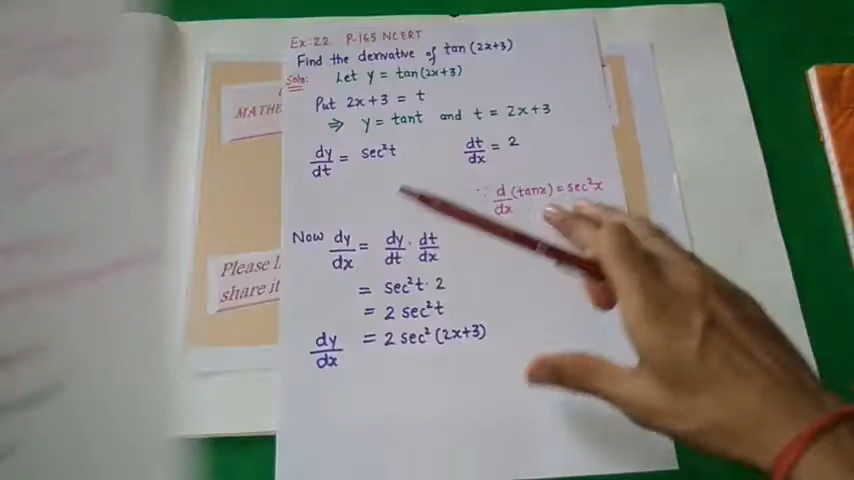 Ex-22 P-165 NCERT
Find the derivative of tan (2x+3)
Soln: Let y = tan(2x+3)
Put 2x+3 = t
⇒ y = tant and t = 2x+3
dy/dt = sec²t dt/dx = 2
∵ d/dx (tanx) = sec²x
Now dy/dx = dy/dt · dt/dx
= sec²t · 2
= 2 sec²t
dy/dx = 2 sec² (2x+3)
Please
share it